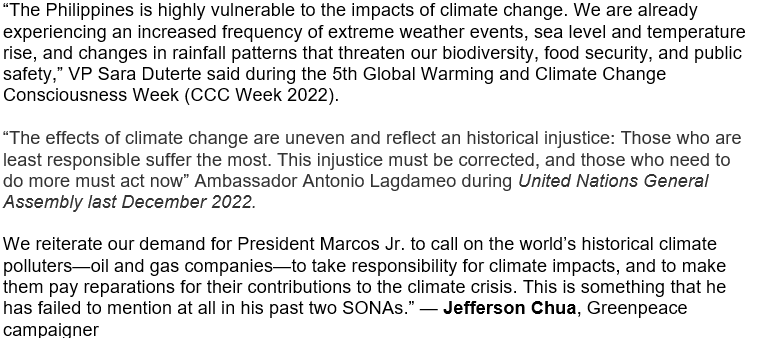 “The Philippines is highly vulnerable to the impacts of climate change. We are already
experiencing an increased frequency of extreme weather events, sea level and temperature
rise, and changes in rainfall patterns that threaten our biodiversity, food security, and public
safety,” VP Sara Duterte said during the 5th Global Warming and Climate Change
Consciousness Week (CCC Week 2022).
“The effects of climate change are uneven and reflect an historical injustice: Those who are
least responsible suffer the most. This injustice must be corrected, and those who need to
do more must act now” Ambassador Antonio Lagdameo during United Nations General
Assembly last December 2022.
We reiterate our demand for President Marcos Jr. to call on the world’s historical climate
polluters—oil and gas companies—to take responsibility for climate impacts, and to make
them pay reparations for their contributions to the climate crisis. This is something that he
has failed to mention at all in his past two SONAs.” — Jefferson Chua, Greenpeace
campaigner